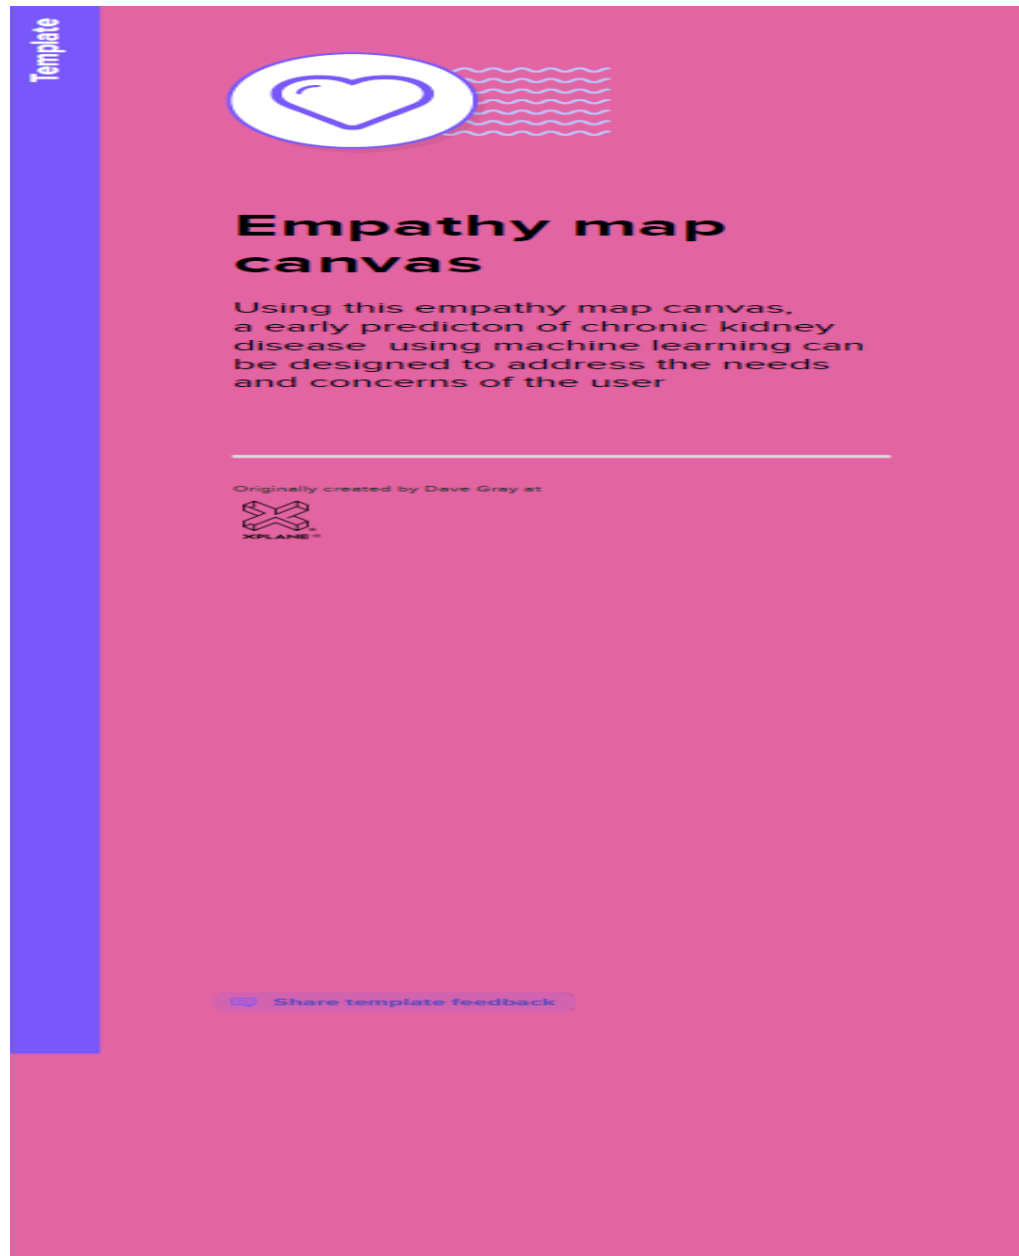 Template
Empathy map
canvas
Using this empathy map canvas,
a early predicton of chronic kidney
disease  using machine learning can
be designed to address the needs
and concerns of the user
Originally created by Dave Gray at
XPLANE
Share template feedback